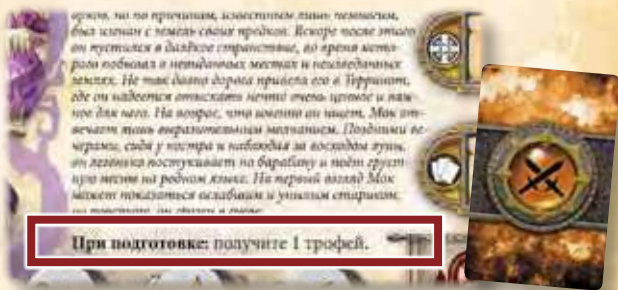 орков, но по причинам, известным лишь немногим,
был изгнан с земель своих предков. Вскоре после этого
он пустился в далёкое странствие, во время кото-
рого побывал в невиданных местах и неизведанных
землях. Не так давно дорога привела его в Терринот,
где он надеется отыскать нечто очень ценное и важ-
ное для него. На вопрос, что именно он ищет, Мок от-
вечает лишь выразительным молчанием. Поздними ве-
черами, сидя у костра и наблюдая за восходом луны,
он легонько постукивает по барабану и поёт груст-
ную песню на родном языке. На первый взгляд Мок
может показаться ослабшим и унылым стариком,
При подготовке: получите 1 трофей.